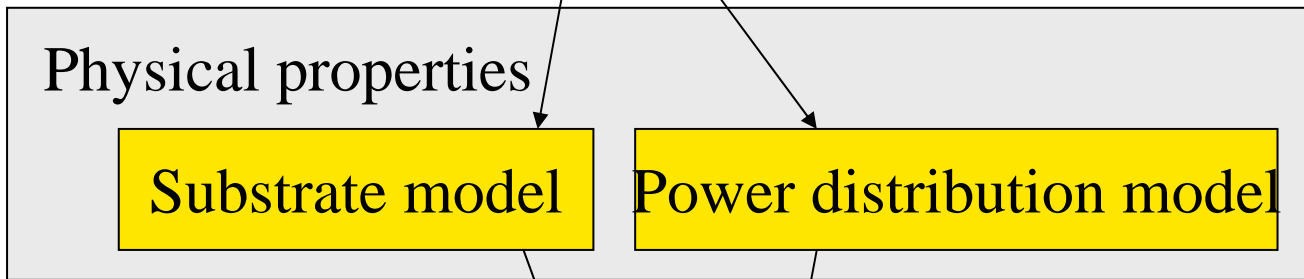 Physical properties
Substrate model
Power distribution model